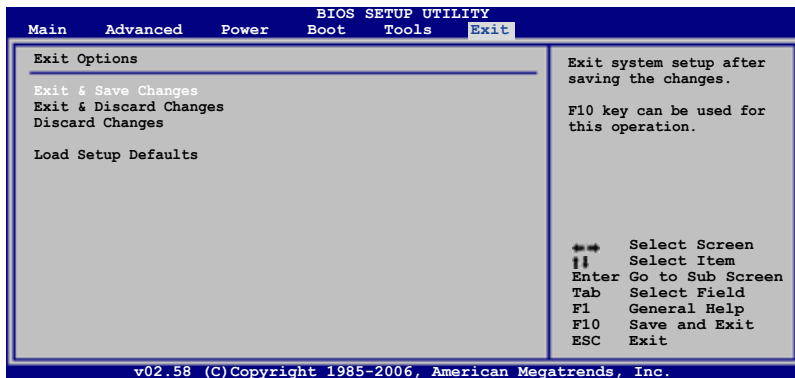 BIOS SETUP UTILITY
Main Advanced Power Boot Tools Exit
Exit Options
Exit & Save Changes
Exit & Discard Changes
Discard Changes
Load Setup Defaults
Exit system setup after
saving the changes.
F10 key can be used for
this operation.
←→ Select Screen
↑↓ Select Item
Enter Go to Sub Screen
Tab Select Field
F1 General Help
F10 Save and Exit
ESC Exit
v02.58 (C)Copyright 1985-2006, American Megatrends, Inc.